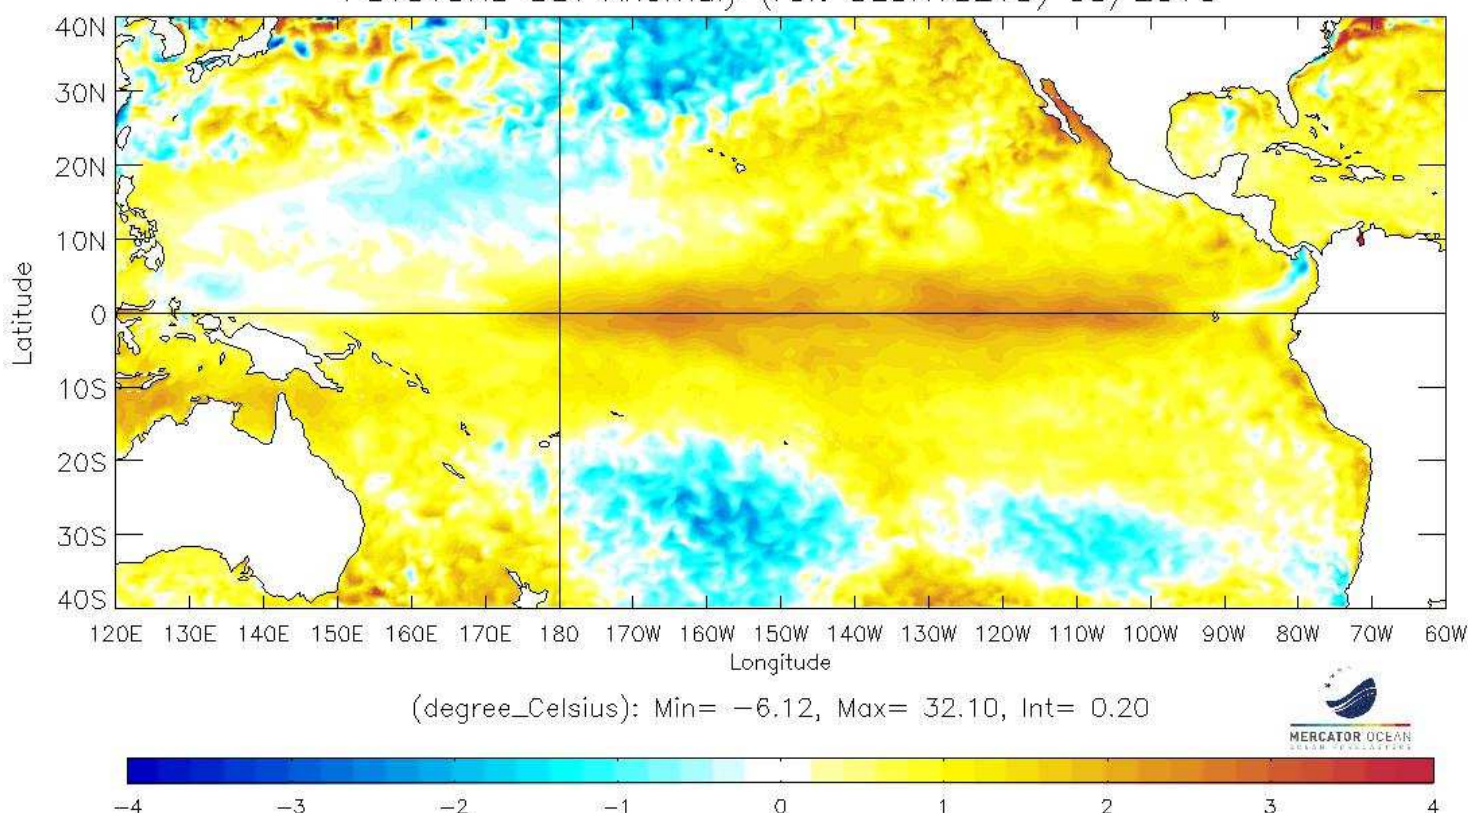 40N
30N
20N
10N
0
10S
20S
30S
40S
Latitude
120E 130E 140E 150E 160E 170E 180 170W 160W 150W 140W 130W 120W 110W 100W 90W 80W 70W 60W
Longitude
(degree_Celsius): Min= −6.12, Max= 32.10, Int= 0.20
MERCATOR OCEAN
−4 −3 −2 −1 0 1 2 3 4